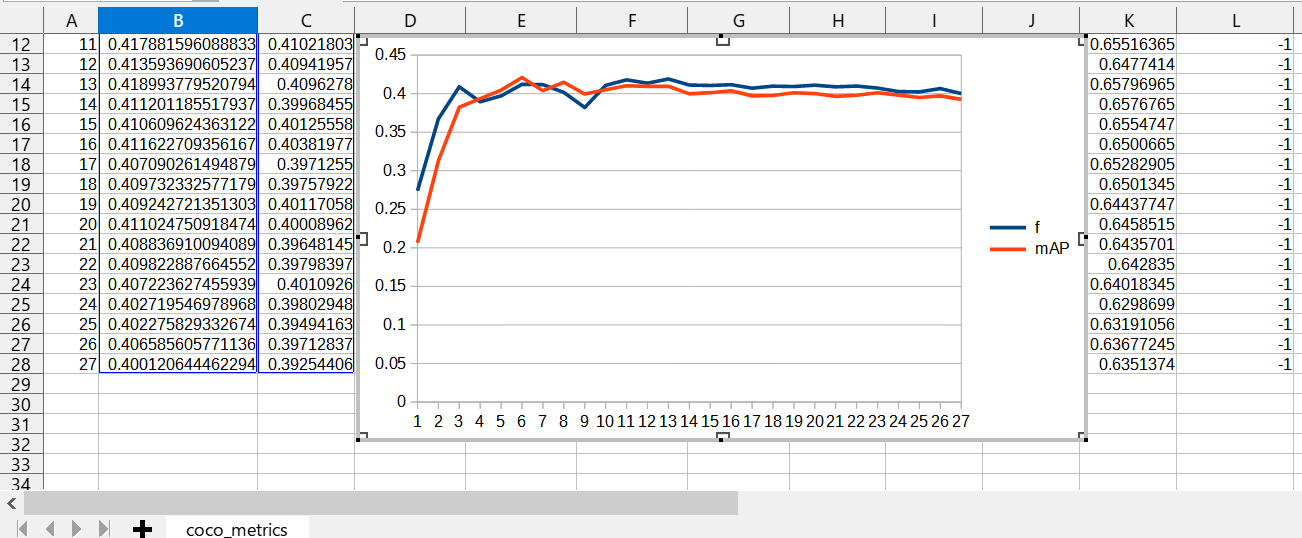 A B C D E F G H I J K L
12 11 0.417881596088833 0.41021803 0.65516365 -1
13 12 0.413593690605237 0.40941957 0.6477414 -1
14 13 0.418993779520794 0.4096278 0.65796965 -1
15 14 0.411201185517937 0.39968455 0.6576765 -1
16 15 0.410609624363122 0.40125558 0.6554747 -1
17 16 0.411622709356167 0.40381977 0.6500665 -1
18 17 0.407090261494879 0.3971255 0.65282905 -1
19 18 0.409732332577179 0.39757922 0.6501345 -1
20 19 0.409242721351303 0.40117058 0.64437747 -1
21 20 0.411024750918474 0.40008962 0.6458515 -1
22 21 0.408836910094089 0.39648145 0.6435701 -1
23 22 0.409822887664552 0.39798397 0.642835 -1
24 23 0.407223627455939 0.4010926 0.64018345 -1
25 24 0.402719546978968 0.39802948 0.6298699 -1
26 25 0.402275829332674 0.39494163 0.63191056 -1
27 26 0.406585605771136 0.39712837 0.63677245 -1
28 27 0.400120644462294 0.39254406 0.6351374 -1
29
30
31
32
33
34
0.45
0.4
0.35
0.3
0.25
0.2
0.15
0.1
0.05
0
1 2 3 4 5 6 7 8 9 10 11 12 13 14 15 16 17 18 19 20 21 22 23 24 25 26 27
f
mAP
coco_metrics